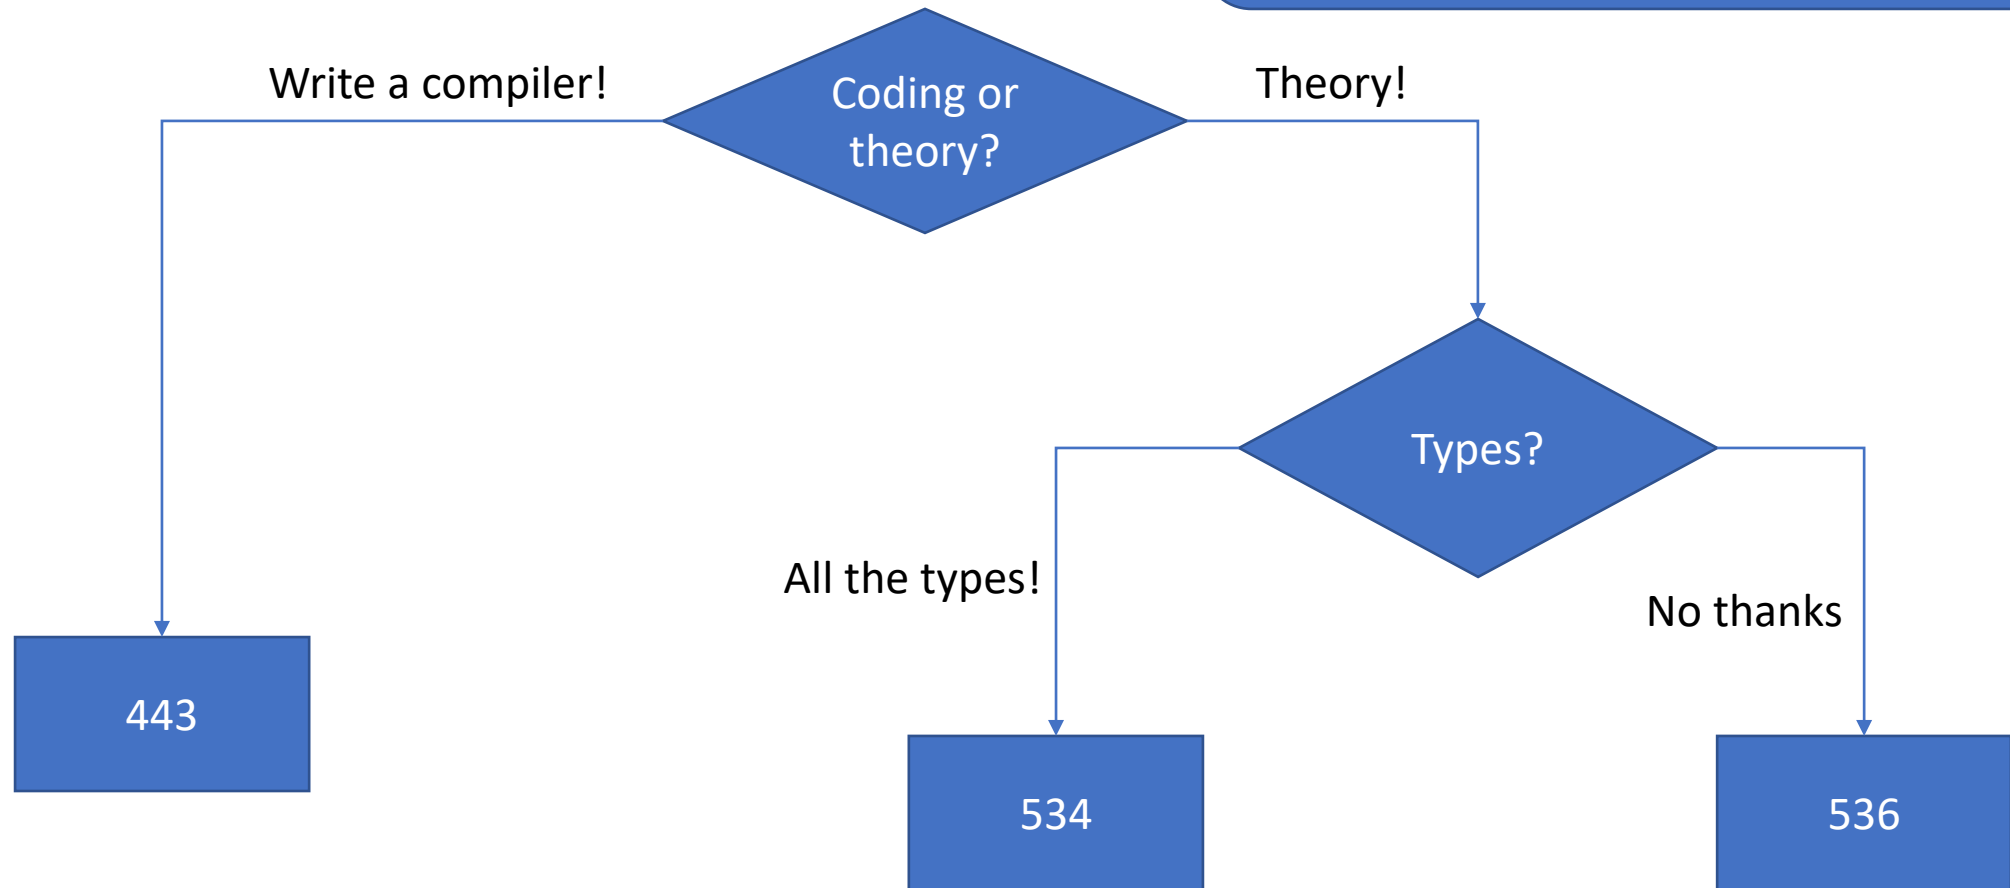 Write a compiler!
Coding or
theory?
Theory!
Types?
All the types!
No thanks
443
534
536